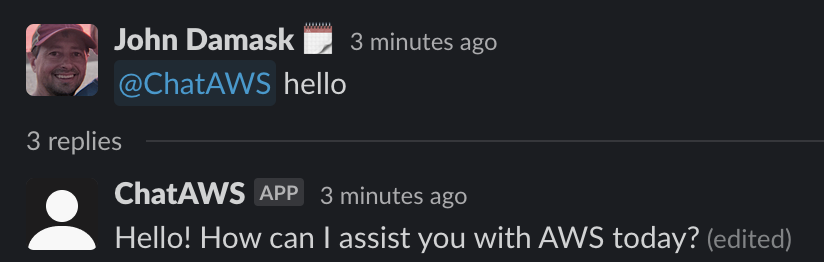 John Damask 3 minutes ago
@ChatAWS hello
3 replies
ChatAWS APP 3 minutes ago
Hello! How can I assist you with AWS today? (edited)